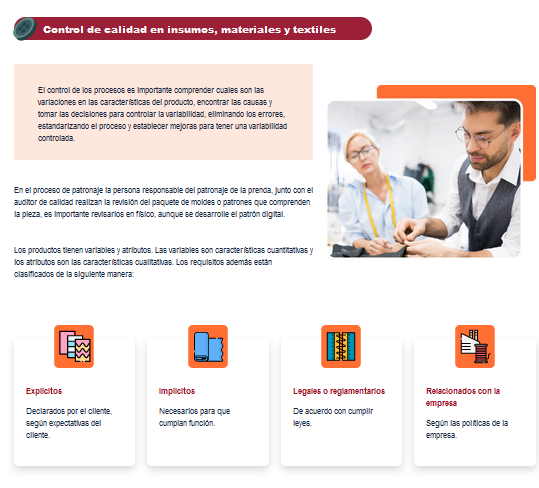 Control de calidad en insumos, materiales y textiles
El control de los procesos es importante comprender cuales son las
variaciones en las características del producto, encontrar las causas y
tomar las decisiones para controlar la variabilidad, eliminando los errores,
estandarizando el proceso y establecer mejoras para tener una variabilidad
controlada.
En el proceso de patronaje la persona responsable del patronaje de la prenda, junto con el
auditor de calidad realizan la revisión del paquete de moldes o patrones que comprenden
la pieza, es importante revisarlos en físico, aunque se desarrolle el patrón digital.
Los productos tienen variables y atributos. Las variables son características cuantitativas y
los atributos son las características cualitativas. Los requisitos además están
clasificados de la siguiente manera:
Explícitos
Declarados por el cliente,
según expectativas del
cliente.
Implícitos
Necesarios para que
cumplan función.
Legales o reglamentarios
De acuerdo con cumplir
leyes.
Relacionados con la
empresa
Según las políticas de la
empresa.